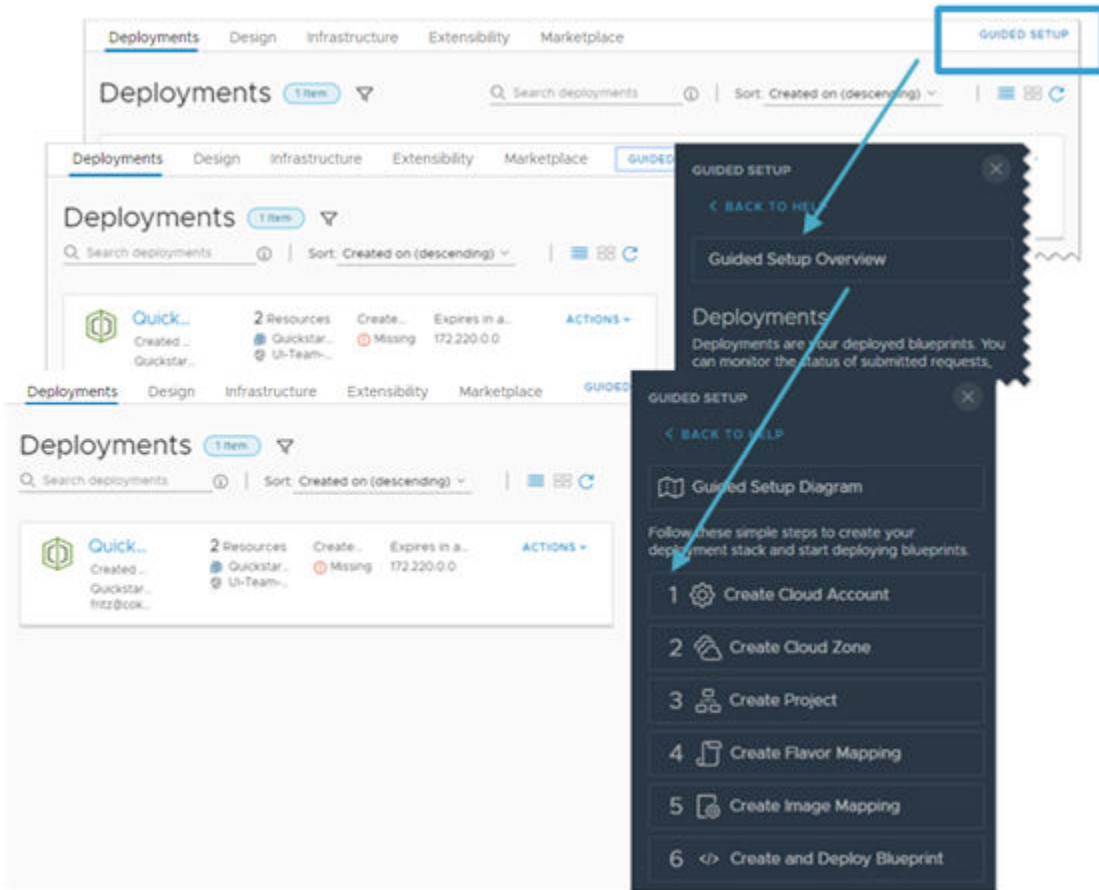 Deployments Design Infrastructure Extensibility Marketplace GUIDED SETUP
Deployments 1 Item
Search deployments Sort: Created on (descending)
Deployments Design Infrastructure Extensibility Marketplace GUIDED
Deployments 1 Item
Search deployments Sort: Created on (descending)
Quick... 2 Resources Create... Expires in a... ACTIONS
Created ... Quickstar... Missing 172.220.0.0
Quickstar... UI-Team-...
GUIDED SETUP
< BACK TO HELP
Guided Setup Overview
Deployments
Deployments are your deployed blueprints. You
can monitor the status of submitted requests,
Deployments Design Infrastructure Extensibility Marketplace GUIDED
Deployments 1 Item
Search deployments Sort: Created on (descending)
Quick... 2 Resources Create... Expires in a... ACTIONS
Created ... Quickstar... Missing 172.220.0.0
Quickstar... UI-Team-...
fritz@cok...
GUIDED SETUP
< BACK TO HELP
Guided Setup Diagram
Follow these simple steps to create your
deployment stack and start deploying blueprints.
1 Create Cloud Account
2 Create Cloud Zone
3 Create Project
4 Create Flavor Mapping
5 Create Image Mapping
6 </> Create and Deploy Blueprint